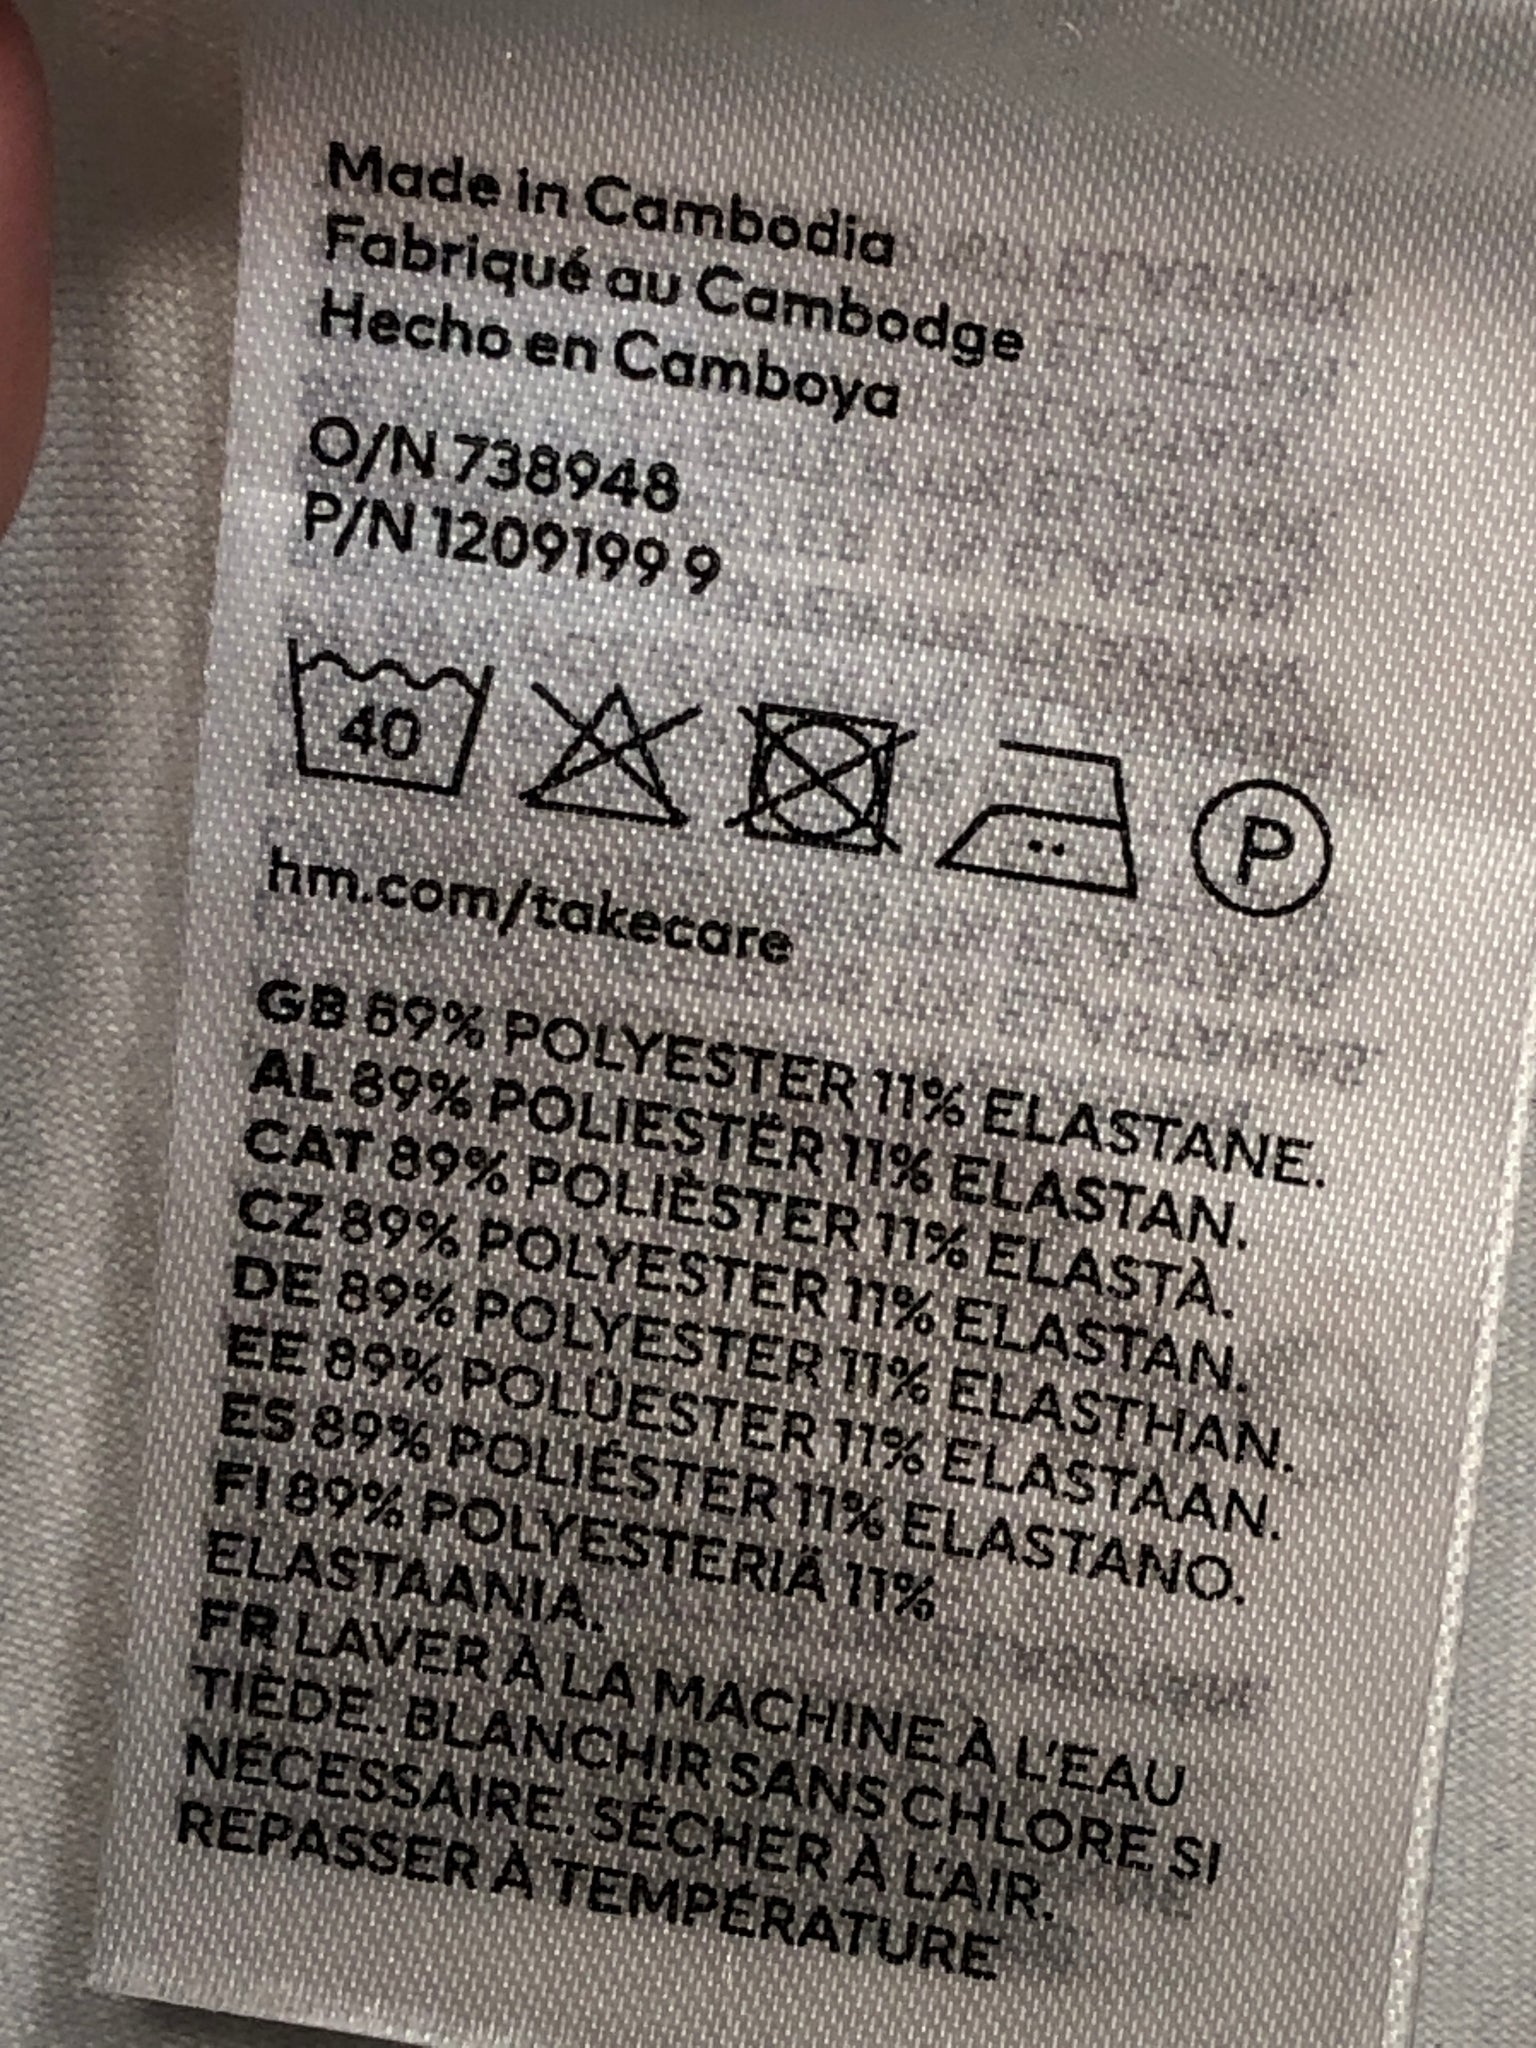 Made in Cambodia
Fabriqué au Cambodge
Hecho en Camboya
O/N 738948
P/N 1209199 9
40
P
hm.com/takecare
GB 89% POLYESTER 11% ELASTANE.
AL 89% POLIESTËR 11% ELASTAN.
CAT 89% POLIÈSTER 11% ELASTÀ.
CZ 89% POLYESTER 11% ELASTAN.
DE 89% POLYESTER 11% ELASTHAN.
EE 89% POLÜESTER 11% ELASTAAN.
ES 89% POLIÉSTER 11% ELASTANO.
FI 89% POLYESTERIÄ 11%
ELASTAANIA.
FR LAVER À LA MACHINE À L'EAU
TIÈDE. BLANCHIR SANS CHLORE SI
NÉCESSAIRE. SÉCHER À L'AIR.
REPASSER À TEMPÉRATURE